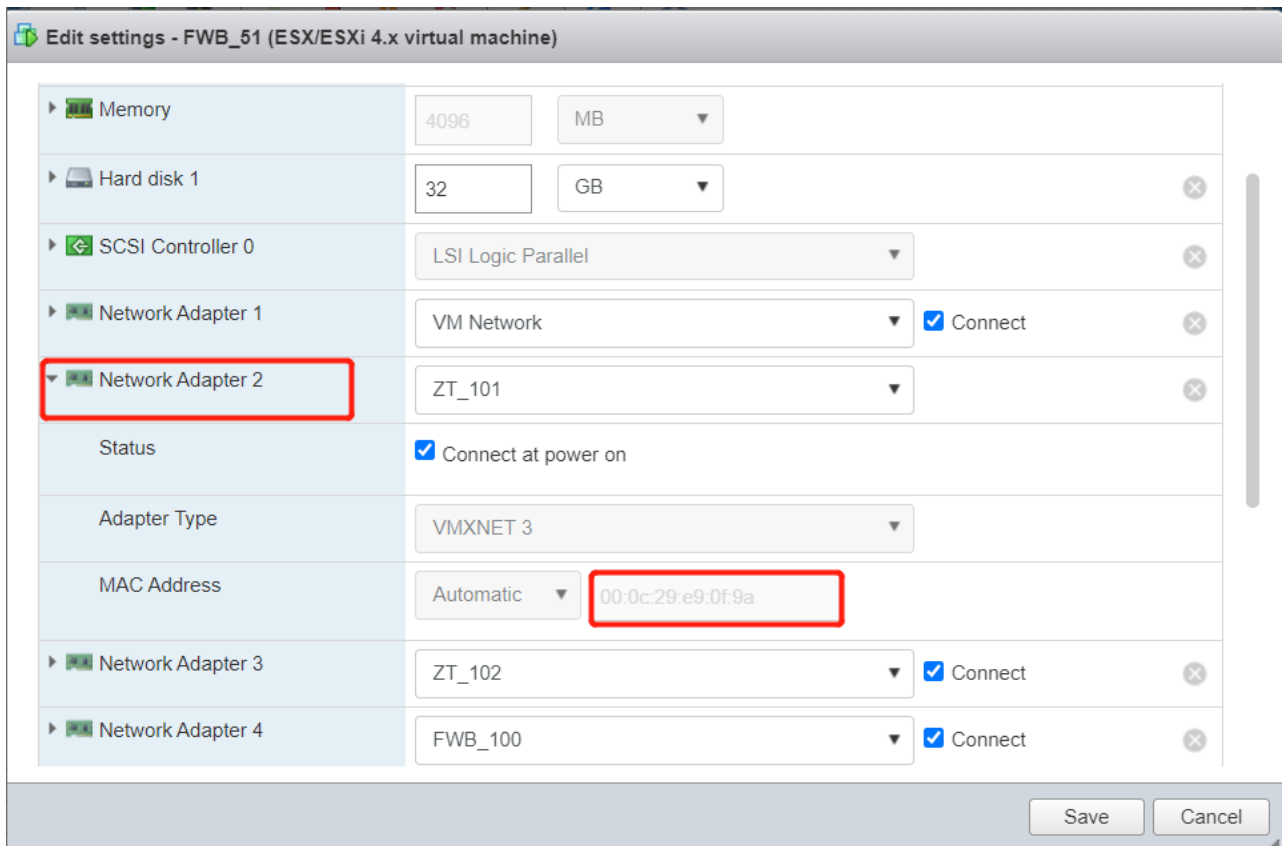 Edit settings - FWB_51 (ESX/ESXi 4.x virtual machine)
Memory 4096 MB
Hard disk 1 32 GB
SCSI Controller 0 LSI Logic Parallel
Network Adapter 1 VM Network Connect
Network Adapter 2 ZT_101
Status Connect at power on
Adapter Type VMXNET 3
MAC Address Automatic 00:0c:29:e9:0f:9a
Network Adapter 3 ZT_102 Connect
Network Adapter 4 FWB_100 Connect
Save Cancel